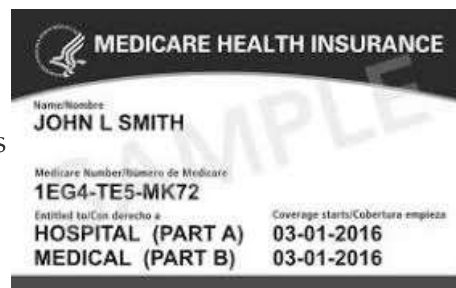 MEDICARE HEALTH INSURANCE
Name/Nombre
JOHN L SMITH
S
Medicare Number/Número de Medicare
1EG4-TE5-MK72
Entitled to/Con derecho a Coverage starts/Cobertura empieza
HOSPITAL (PART A) 03-01-2016
MEDICAL (PART B) 03-01-2016
SAMPLE